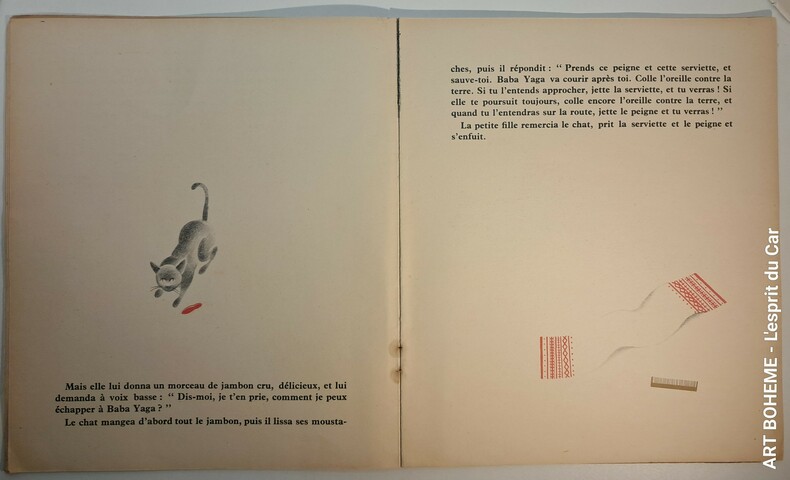 Mais elle lui donna un morceau de jambon cru, délicieux, et lui
demanda à voix basse : “ Dis-moi, je t'en prie, comment je peux
échapper à Baba Yaga ? ”
Le chat mangea d'abord tout le jambon, puis il lissa ses mousta-
ches, puis il répondit : “ Prends ce peigne et cette serviette, et
sauve-toi. Baba Yaga va courir après toi. Colle l'oreille contre la
terre. Si tu l'entends approcher, jette la serviette, et tu verras ! Si
elle te poursuit toujours, colle encore l'oreille contre la terre, et
quand tu l'entendras sur la route, jette le peigne et tu verras ! ”
La petite fille remercia le chat, prit la serviette et le peigne et
s'enfuit.
ART BOHEME - L'esprit du Car